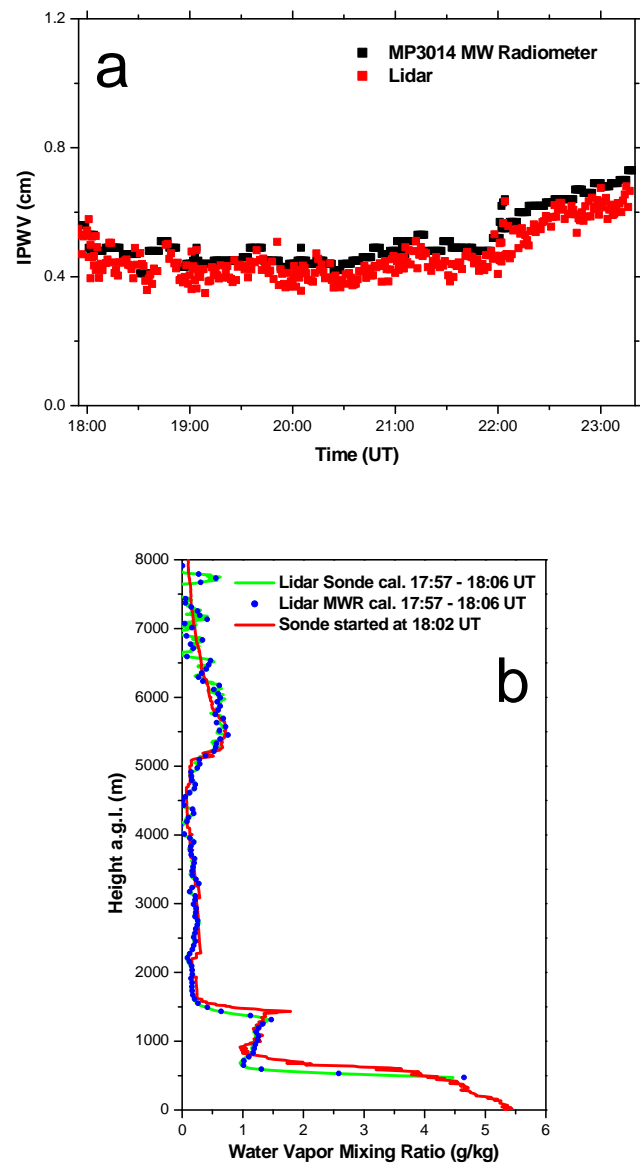 a
MP3014 MW Radiometer
Lidar
IPWV (cm)
1.2
0.8
0.4
0.0
18:00 19:00 20:00 21:00 22:00 23:00
Time (UT)
b
Lidar Sonde cal. 17:57 - 18:06 UT
Lidar MWR cal. 17:57 - 18:06 UT
Sonde started at 18:02 UT
Height a.g.l. (m)
8000
7000
6000
5000
4000
3000
2000
1000
0
0 1 2 3 4 5 6
Water Vapor Mixing Ratio (g/kg)